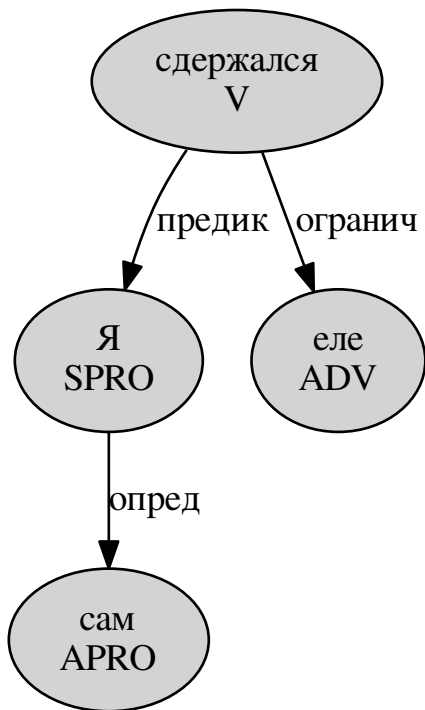 сдержался
V
предик огранич
Я
SPRO
еле
ADV
опред
сам
APRO